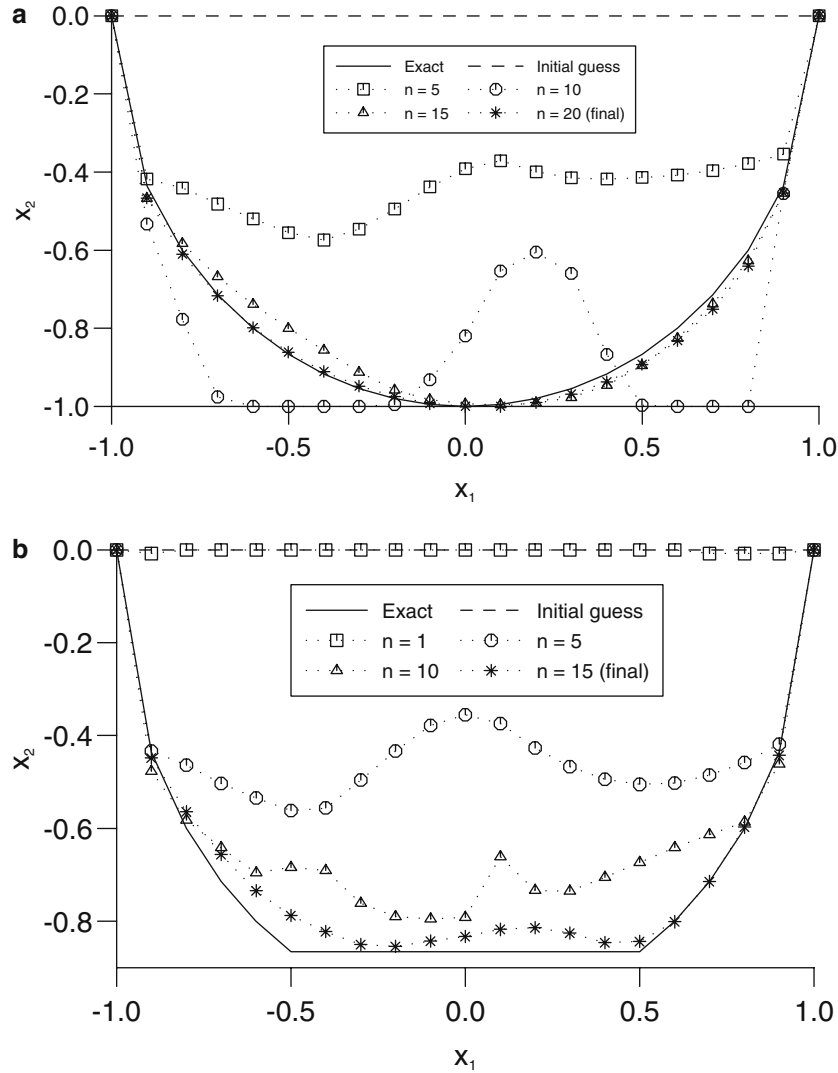 a
0.0
-0.2
-0.4
-0.6
-0.8
-1.0
x2
Exact
Initial guess
n = 5
n = 10
n = 15
n = 20 (final)
-1.0 -0.5 0.0 0.5 1.0
x1
b
0.0
-0.2
-0.4
-0.6
-0.8
x2
Exact
Initial guess
n = 1
n = 5
n = 10
n = 15 (final)
-1.0 -0.5 0.0 0.5 1.0
x1